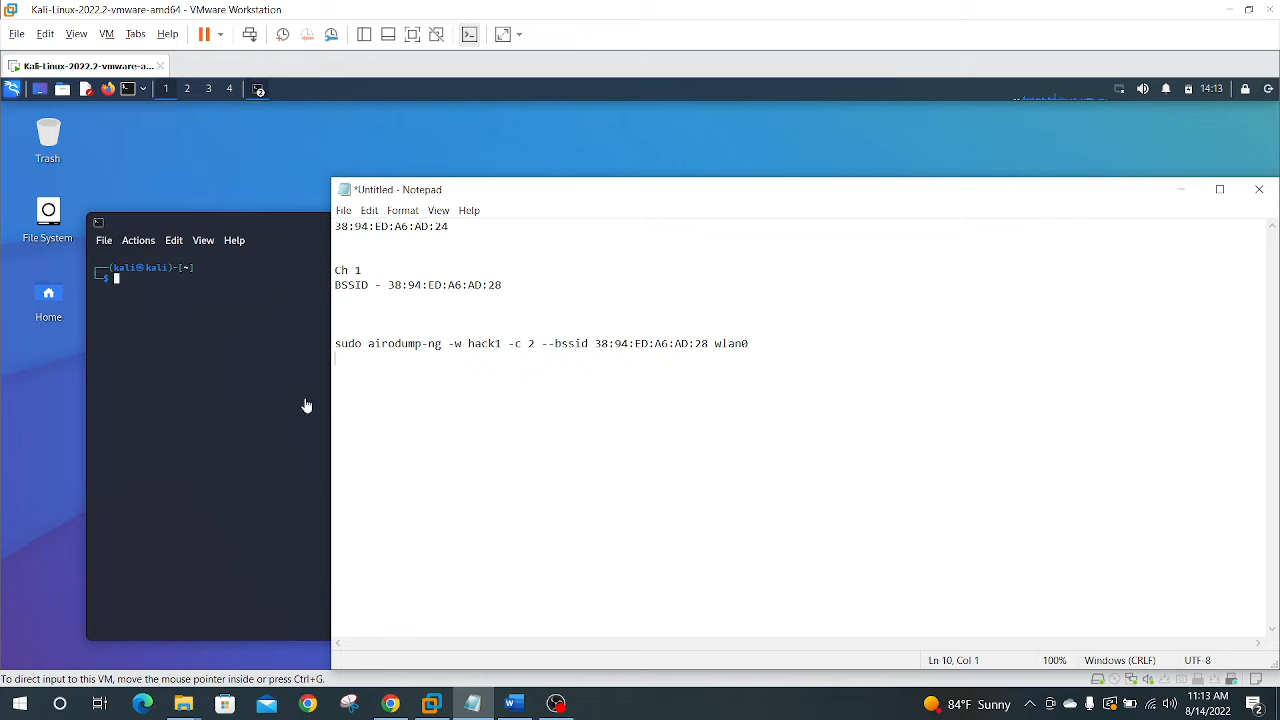 Kali-Linux-2022.2-vmware-amd64 - VMware Workstation
File Edit View VM Tabs Help
Kali-Linux-2022.2-vmware-a...
1 2 3 4
14:13
Trash
File System
Home
File Actions Edit View Help
(kali㉿kali)-[~]
$
*Untitled - Notepad
File Edit Format View Help
38:94:ED:A6:AD:24
Ch 1
BSSID - 38:94:ED:A6:AD:28
sudo airodump-ng -w hack1 -c 2 --bssid 38:94:ED:A6:AD:28 wlan0
Ln 10, Col 1 100% Windows (CRLF) UTF-8
To direct input to this VM, move the mouse pointer inside or press Ctrl+G.
84°F Sunny
11:13 AM
8/14/2022
2